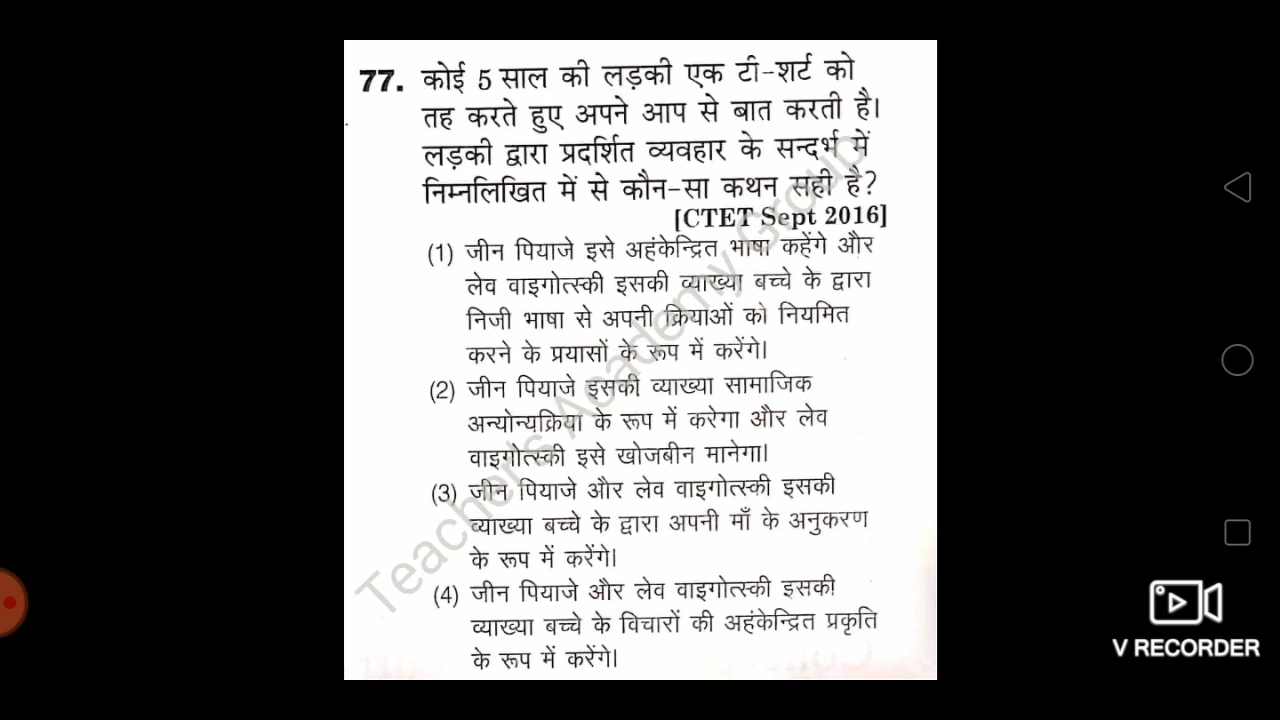 77. कोई 5 साल की लड़की एक टी-शर्ट को
तह करते हुए अपने आप से बात करती है।
लड़की द्वारा प्रदर्शित व्यवहार के सन्दर्भ में
निम्नलिखित में से कौन-सा कथन सही है?
[CTET Sept 2016]
(1) जीन पियाजे इसे अहंकेन्द्रित भाषा कहेंगे और
लेव वाइगोत्स्की इसकी व्याख्या बच्चे के द्वारा
निजी भाषा से अपनी क्रियाओं को नियमित
करने के प्रयासों के रूप में करेंगे।
(2) जीन पियाजे इसकी व्याख्या सामाजिक
अन्योन्यक्रिया के रूप में करेगा और लेव
वाइगोत्स्की इसे खोजबीन मानेगा।
(3) जीन पियाजे और लेव वाइगोत्स्की इसकी
व्याख्या बच्चे के द्वारा अपनी माँ के अनुकरण
के रूप में करेंगे।
(4) जीन पियाजे और लेव वाइगोत्स्की इसकी
व्याख्या बच्चे के विचारों की अहंकेन्द्रित प्रकृति
के रूप में करेंगे।
Teacher's Academy Group
V RECORDER